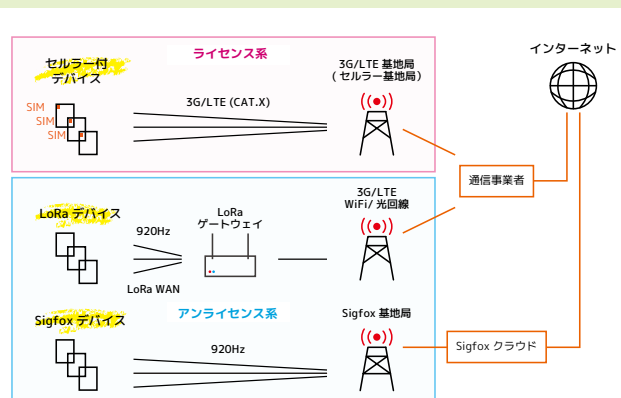 ライセンス系
インターネット
セルラー付
デバイス
3G/LTE 基地局
( セルラー基地局 )
SIM
SIM
SIM
3G/LTE (CAT.X)
通信事業者
3G/LTE
WiFi/ 光回線
LoRa デバイス
LoRa
ゲートウェイ
920Hz
LoRa WAN
アンライセンス系
Sigfox 基地局
Sigfox デバイス
920Hz
Sigfox クラウド